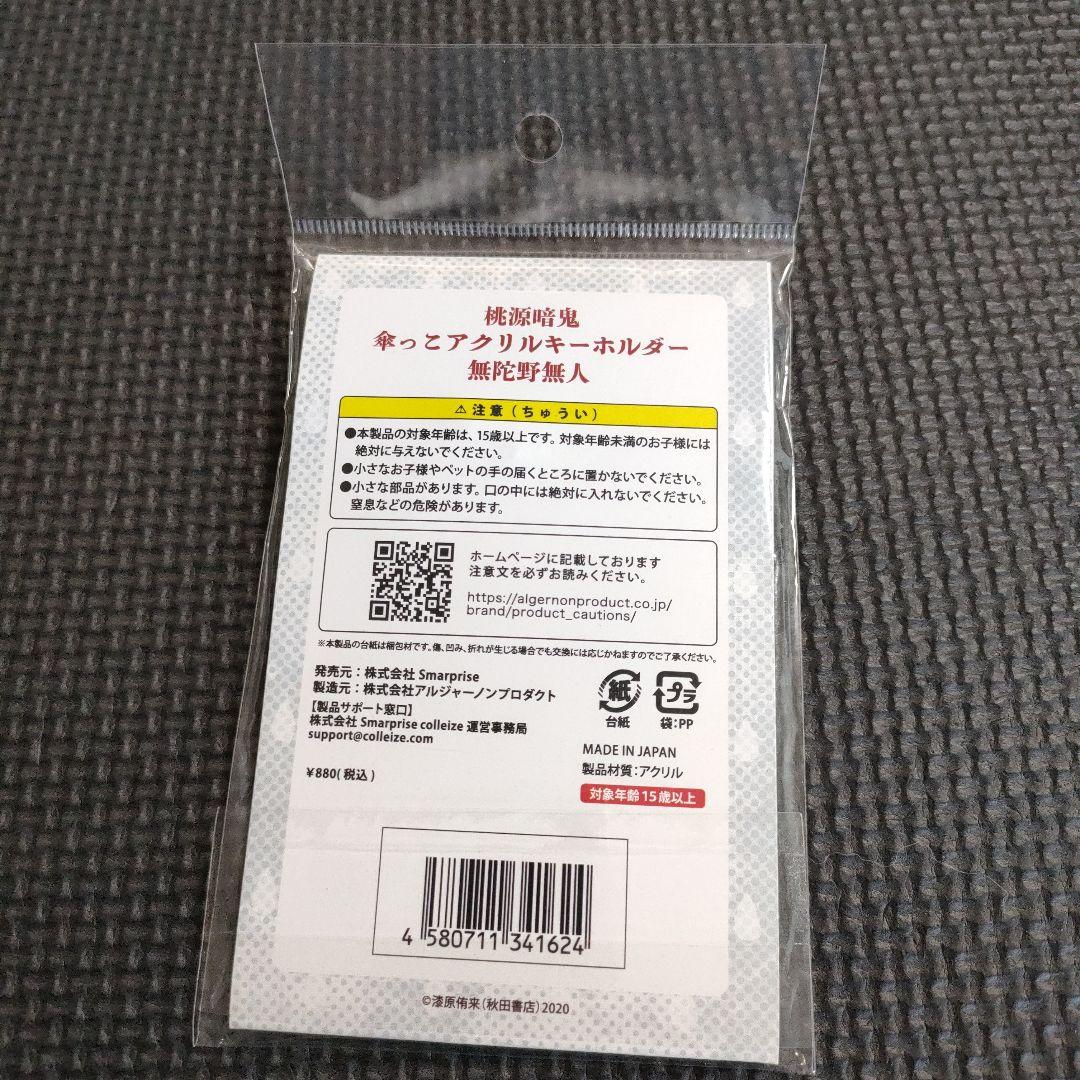 桃源暗鬼
傘っこアクリルキーホルダー
無陀野無人
⚠注意(ちゅうい)
●本製品の対象年齢は、15歳以上です。対象年齢未満のお子様には
絶対に与えないでください。
●小さなお子様やペットの手の届くところに置かないでください。
●小さな部品があります。口の中には絶対に入れないでください。
窒息などの危険があります。
ホームページに記載しております
注意文を必ずお読みください。
https://algernonproduct.co.jp/
brand/product_cautions/
※本製品の台紙は梱包材です。傷、凹み、折れが生じる場合でも交換には応じかねますのでご了承ください。
発売元:株式会社 Smarprise
製造元:株式会社アルジャーノンプロダクト
【製品サポート窓口】
株式会社 Smarprise colleize 運営事務局
support@colleize.com
紙
台紙
プラ
袋:PP
MADE IN JAPAN
製品材質:アクリル
¥880(税込)
対象年齢15歳以上
4 580711 341624
©漆原侑来(秋田書店)2020